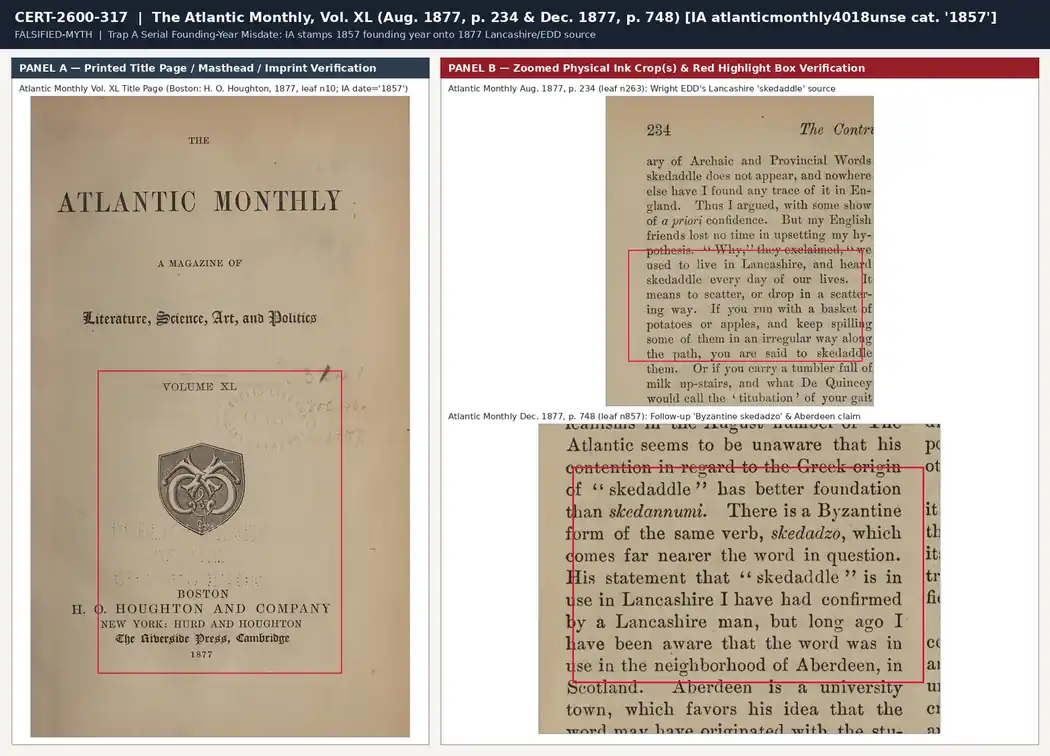 CERT-2600-317 | The Atlantic Monthly, Vol. XL (Aug. 1877, p. 234 & Dec. 1877, p. 748) [IA atlanticmonthly4018unse cat. '1857']
FALSIFIED-MYTH | Trap A Serial Founding-Year Misdate: IA stamps 1857 founding year onto 1877 Lancashire/EDD source
PANEL A — Printed Title Page / Masthead / Imprint Verification
Atlantic Monthly Vol. XL Title Page (Boston: H. O. Houghton, 1877, leaf n10; IA date='1857')
THE
ATLANTIC MONTHLY
A MAGAZINE OF
Literature, Science, Art, and Politics
VOLUME XL
BOSTON
H. O. HOUGHTON AND COMPANY
NEW YORK: HURD AND HOUGHTON
The Riverside Press, Cambridge
1877
PANEL B — Zoomed Physical Ink Crop(s) & Red Highlight Box Verification
Atlantic Monthly Aug. 1877, p. 234 (leaf n263): Wright EDD's Lancashire 'skedaddle' source
234 The Contri
ary of Archaic and Provincial Words
skedaddle does not appear, and nowhere
else have I found any trace of it in En-
gland. Thus I argued, with some show
of a priori confidence. But my English
friends lost no time in upsetting my hy-
pothesis. “Why,” they exclaimed, “we
used to live in Lancashire, and heard
skedaddle every day of our lives. It
means to scatter, or drop in a scatter-
ing way. If you run with a basket of
potatoes or apples, and keep spilling
some of them in an irregular way along
the path, you are said to skedaddle
them. Or if you carry a tumbler full of
milk up-stairs, and what De Quincey
would call the ‘titubation’ of your gait
Atlantic Monthly Dec. 1877, p. 748 (leaf n857): Follow-up 'Byzantine skedadzo' & Aberdeen claim
icanisms in the August number of The
Atlantic seems to be unaware that his
contention in regard to the Greek origin
of “skedaddle” has better foundation
than skedannumi. There is a Byzantine
form of the same verb, skedadzo, which
comes far nearer the word in question.
His statement that “skedaddle” is in
use in Lancashire I have had confirmed
by a Lancashire man, but long ago I
have been aware that the word was in
use in the neighborhood of Aberdeen, in
Scotland. Aberdeen is a university
town, which favors his idea that the
word may have originated with the stu-